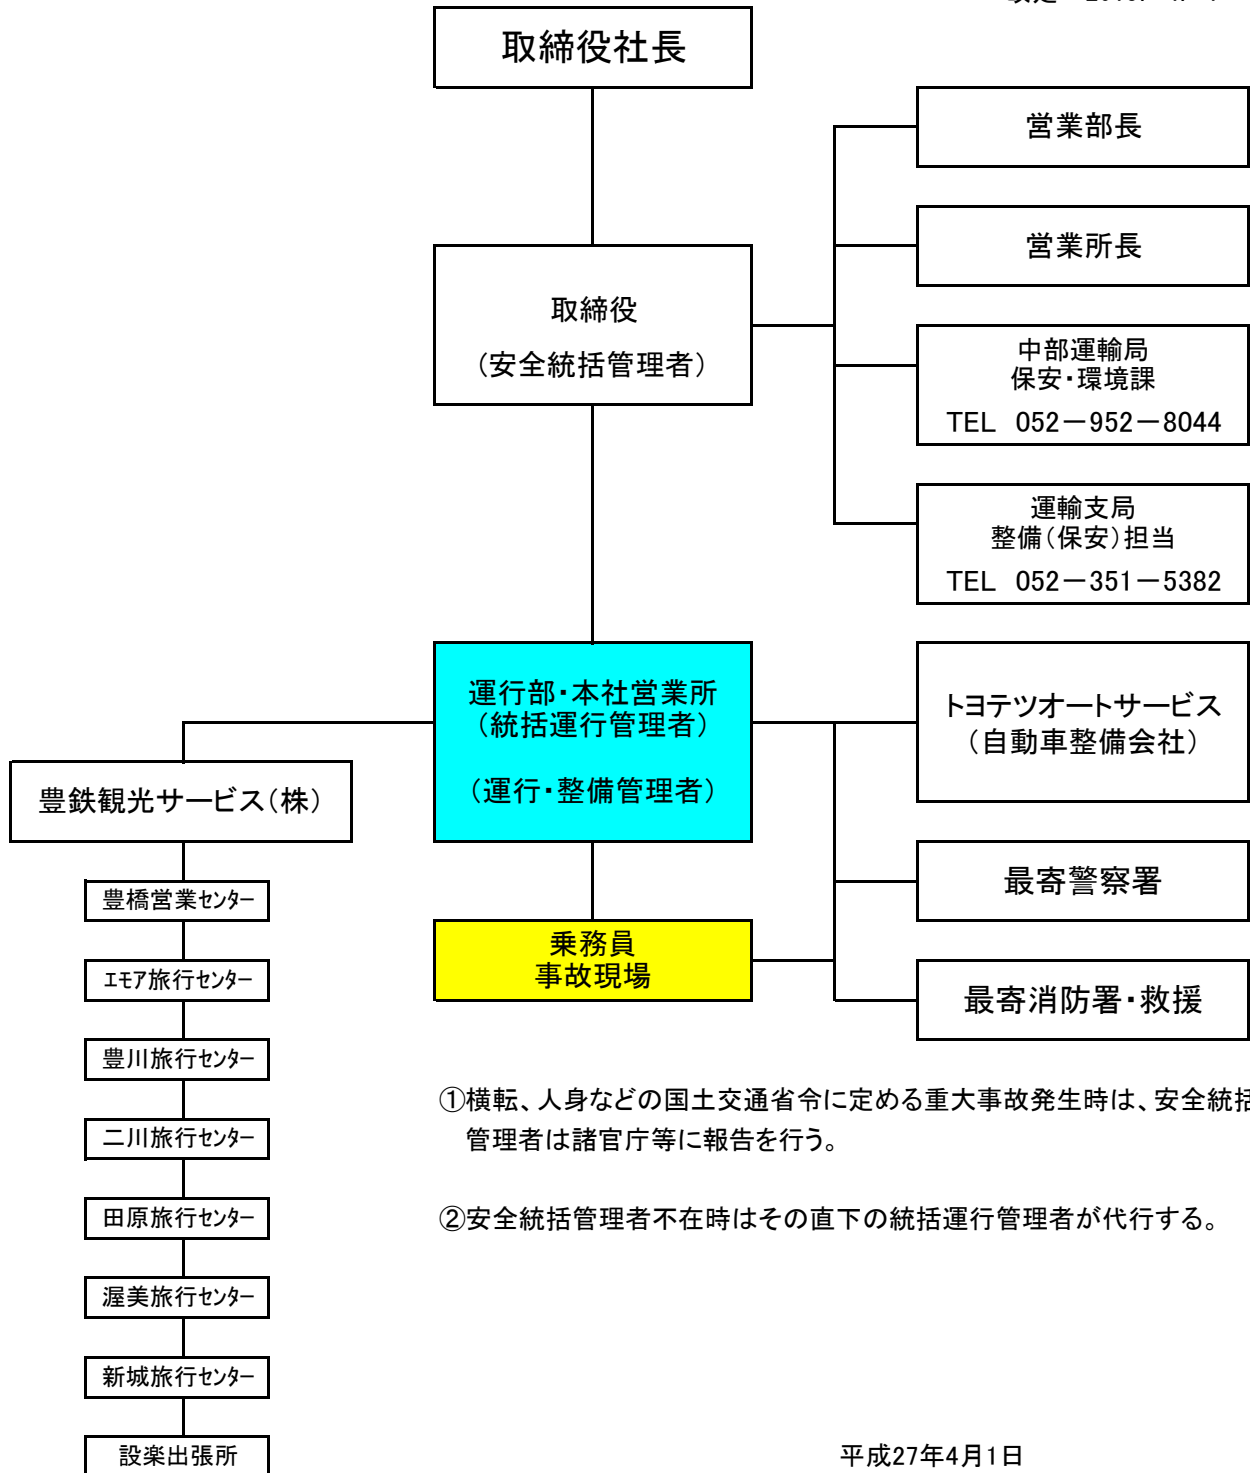 取締役社長
営業部長
営業所長
取締役
（安全統括管理者）
中部運輸局
保安・環境課
TEL 052－952－8044
運輸支局
整備（保安）担当
TEL 052－351－5382
運行部・本社営業所
（統括運行管理者）
（運行・整備管理者）
トヨテツオートサービス
（自動車整備会社）
豊鉄観光サービス（株）
最寄警察署
豊橋営業ｾﾝﾀｰ
乗務員
事故現場
ｴﾓｱ旅行ｾﾝﾀｰ
最寄消防署・救援
豊川旅行ｾﾝﾀｰ
二川旅行ｾﾝﾀｰ
田原旅行ｾﾝﾀｰ
渥美旅行ｾﾝﾀｰ
新城旅行ｾﾝﾀｰ
設楽出張所
①横転、人身などの国土交通省令に定める重大事故発生時は、安全統括
管理者は諸官庁等に報告を行う。
②安全統括管理者不在時はその直下の統括運行管理者が代行する。
平成27年4月1日